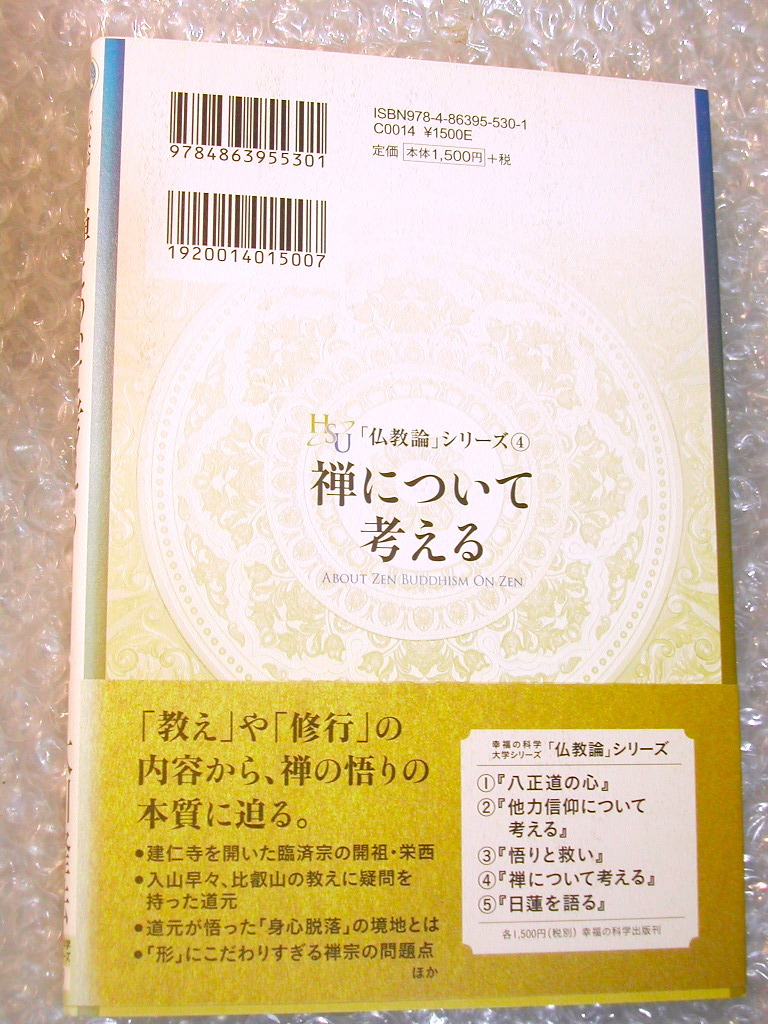 9784863955301
ISBN978-4-86395-530-1
C0014 ¥1500E
定価 本体1,500円+税
1920014015007
HSU「仏教論」シリーズ④
禅について
考える
ABOUT ZEN BUDDHISM ON ZEN
「教え」や「修行」の
内容から、禅の悟りの
本質に迫る。
●建仁寺を開いた臨済宗の開祖・栄西
●入山早々、比叡山の教えに疑問を
持った道元
●道元が悟った「身心脱落」の境地とは
●「形」にこだわりすぎる禅宗の問題点
ほか
幸福の科学
大学シリーズ「仏教論」シリーズ
①『八正道の心』
②『他力信仰について
考える』
③『悟りと救い』
④『禅について考える』
⑤『日蓮を語る』
各1,500円(税別) 幸福の科学出版刊